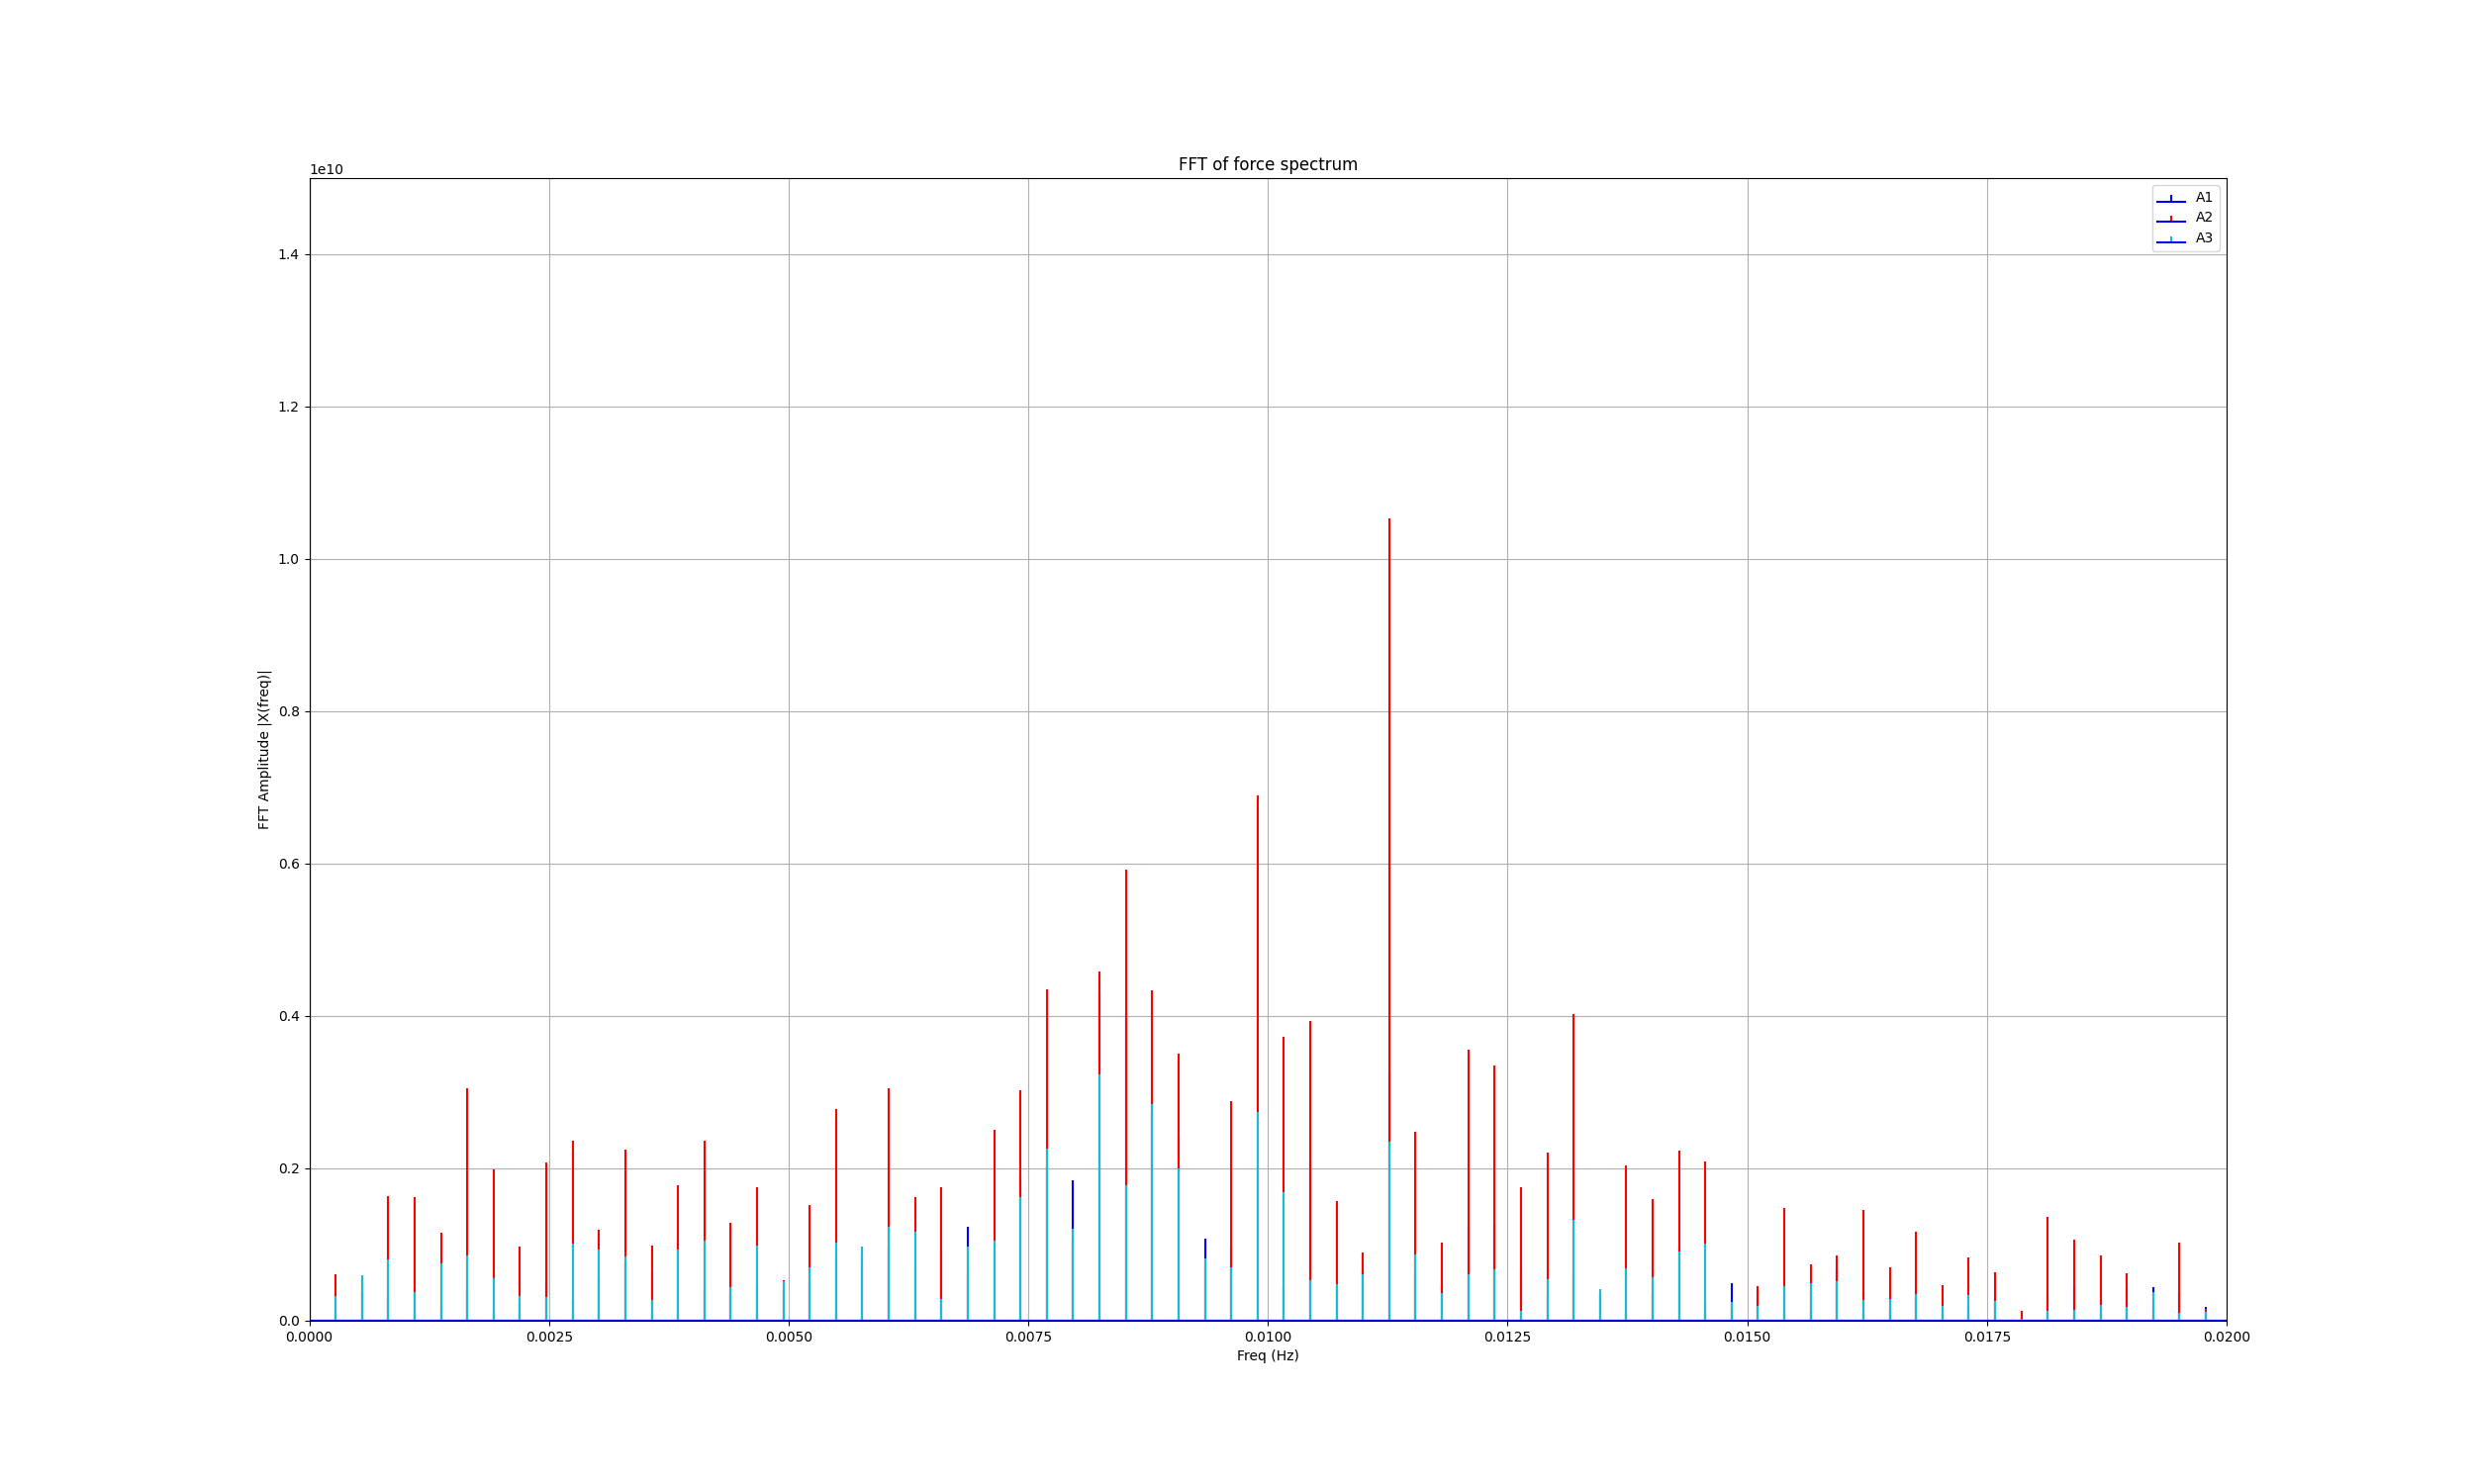 FFT of force spectrum
1e10
A1
A2
A3
1.4
1.2
1.0
0.8
0.6
0.4
0.2
0.0
FFT Amplitude |X(freq)|
0.0000 0.0025 0.0050 0.0075 0.0100 0.0125 0.0150 0.0175 0.0200
Freq (Hz)